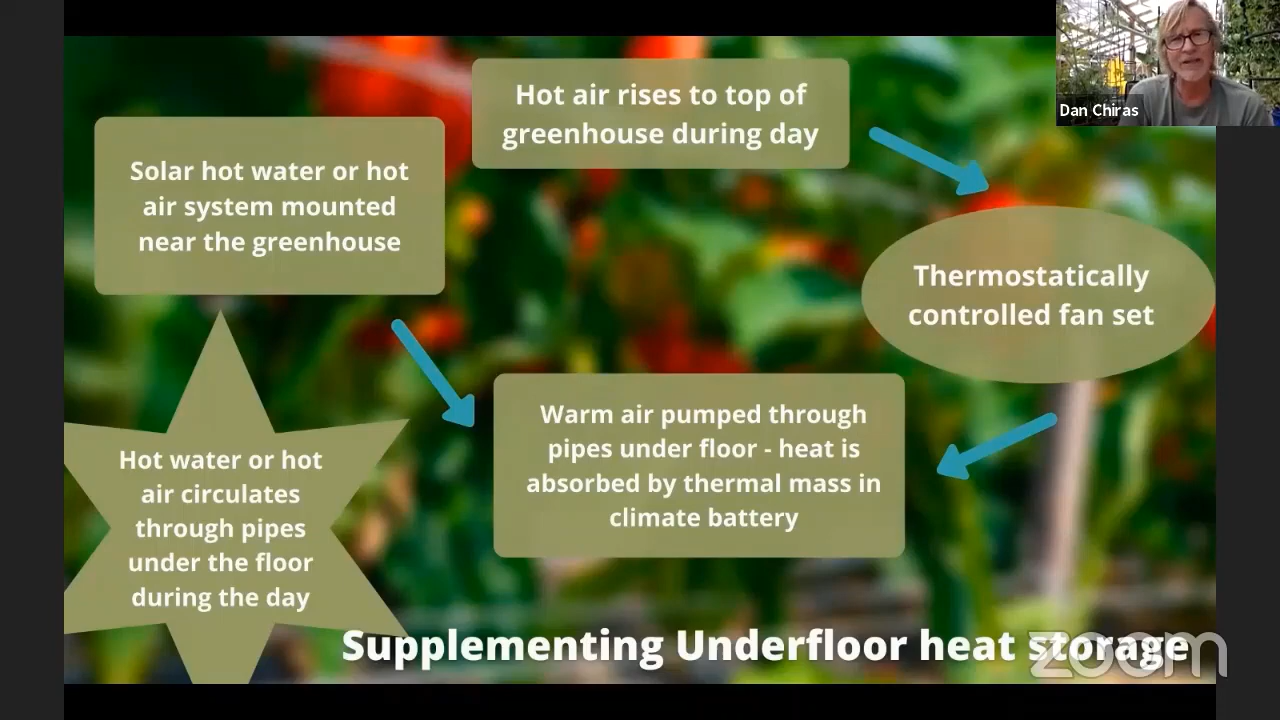 Hot air rises to top of
greenhouse during day
Dan Chiras
Solar hot water or hot
air system mounted
near the greenhouse
Thermostatically
controlled fan set
Warm air pumped through
pipes under floor - heat is
absorbed by thermal mass in
climate battery
Hot water or hot
air circulates
through pipes
under the floor
during the day
Supplementing Underfloor heat storage
zoom